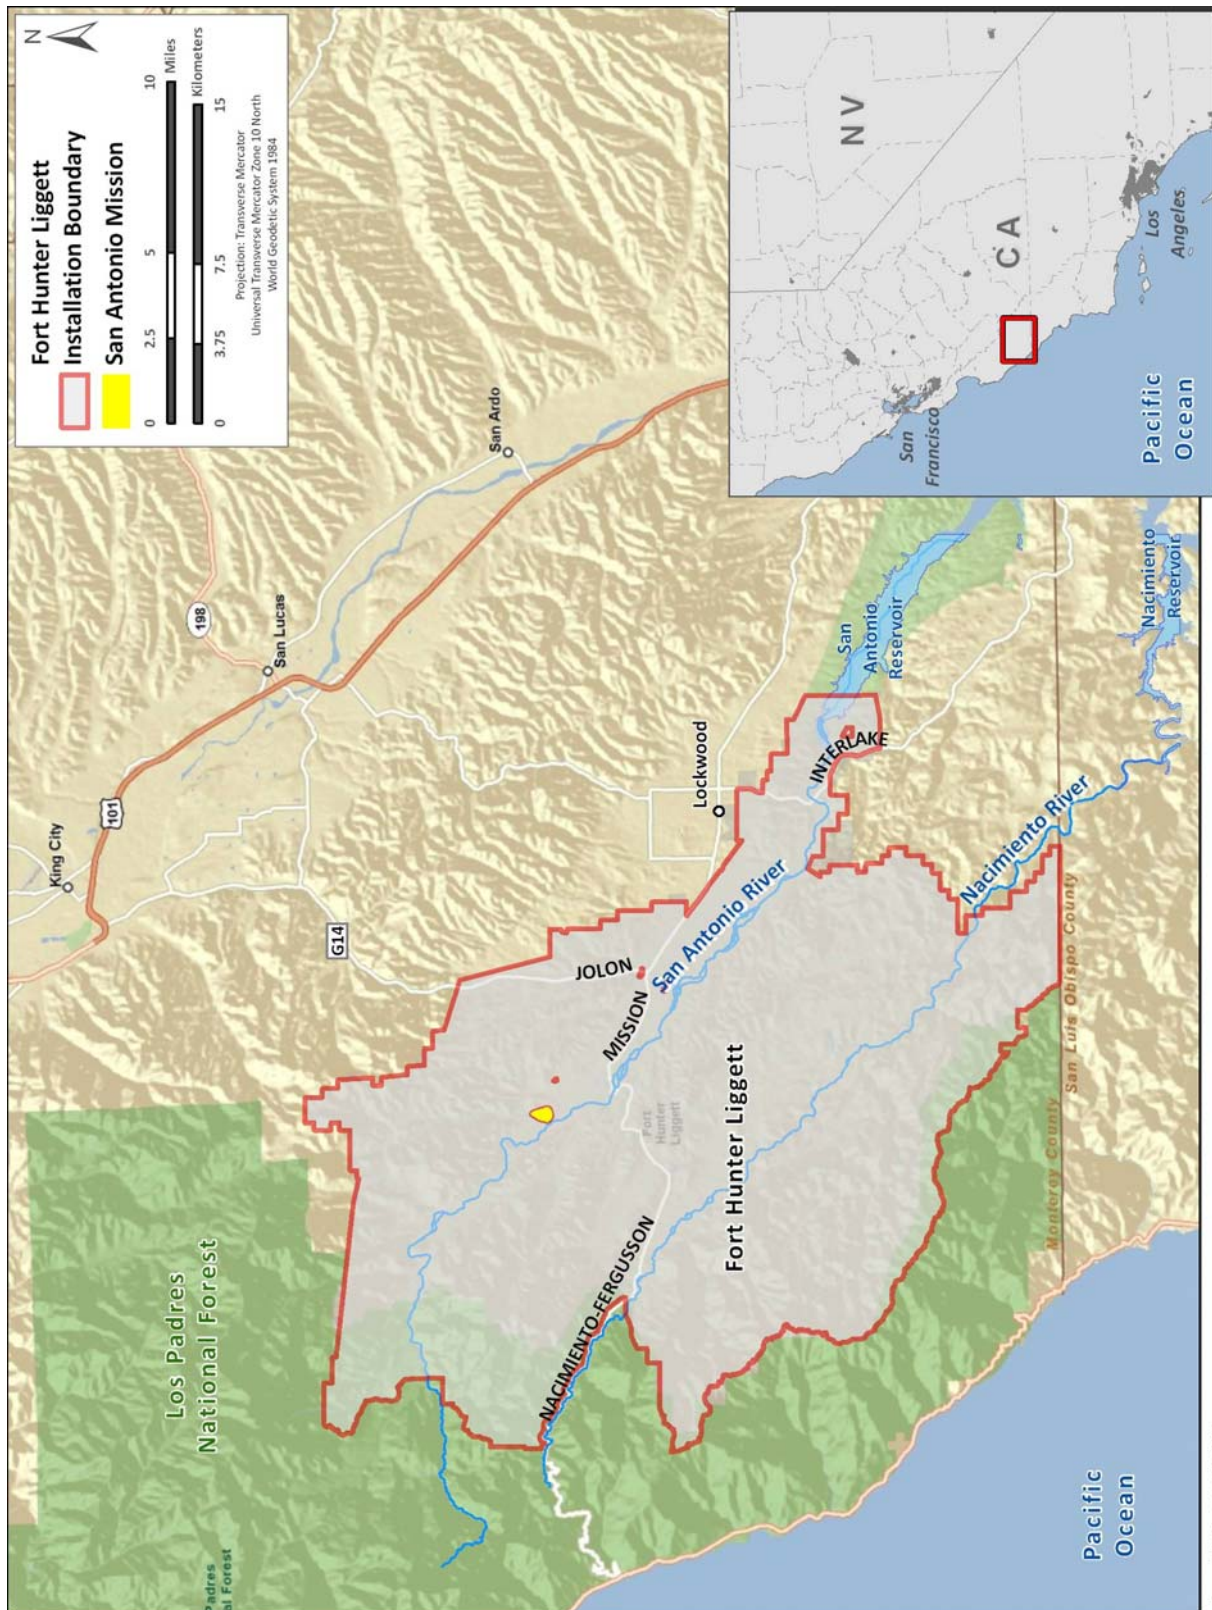 Fort Hunter Liggett
Installation Boundary
San Antonio Mission
0 2.5 5 10
Miles
Kilometers
0 3.75 7.5 15
Projection: Transverse Mercator
Universal Transverse Mercator Zone 10 North
World Geodetic System 1984
N
King City
101
198
San Lucas
San Ardo
G14
Los Padres
National Forest
Padres
al Forest
JOLON
MISSION
San Antonio River
Lockwood
INTERLAKE
San
Antonio
Reservoir
Nacimiento
Reservoir
Nacimiento River
NACIMIENTO-FERGUSSON
Fort
Hunter
Liggett
Fort Hunter Liggett
Monterey County
San Luis Obispo County
Pacific
Ocean
NV
CA
San
Francisco
Los
Angeles
Pacific
Ocean